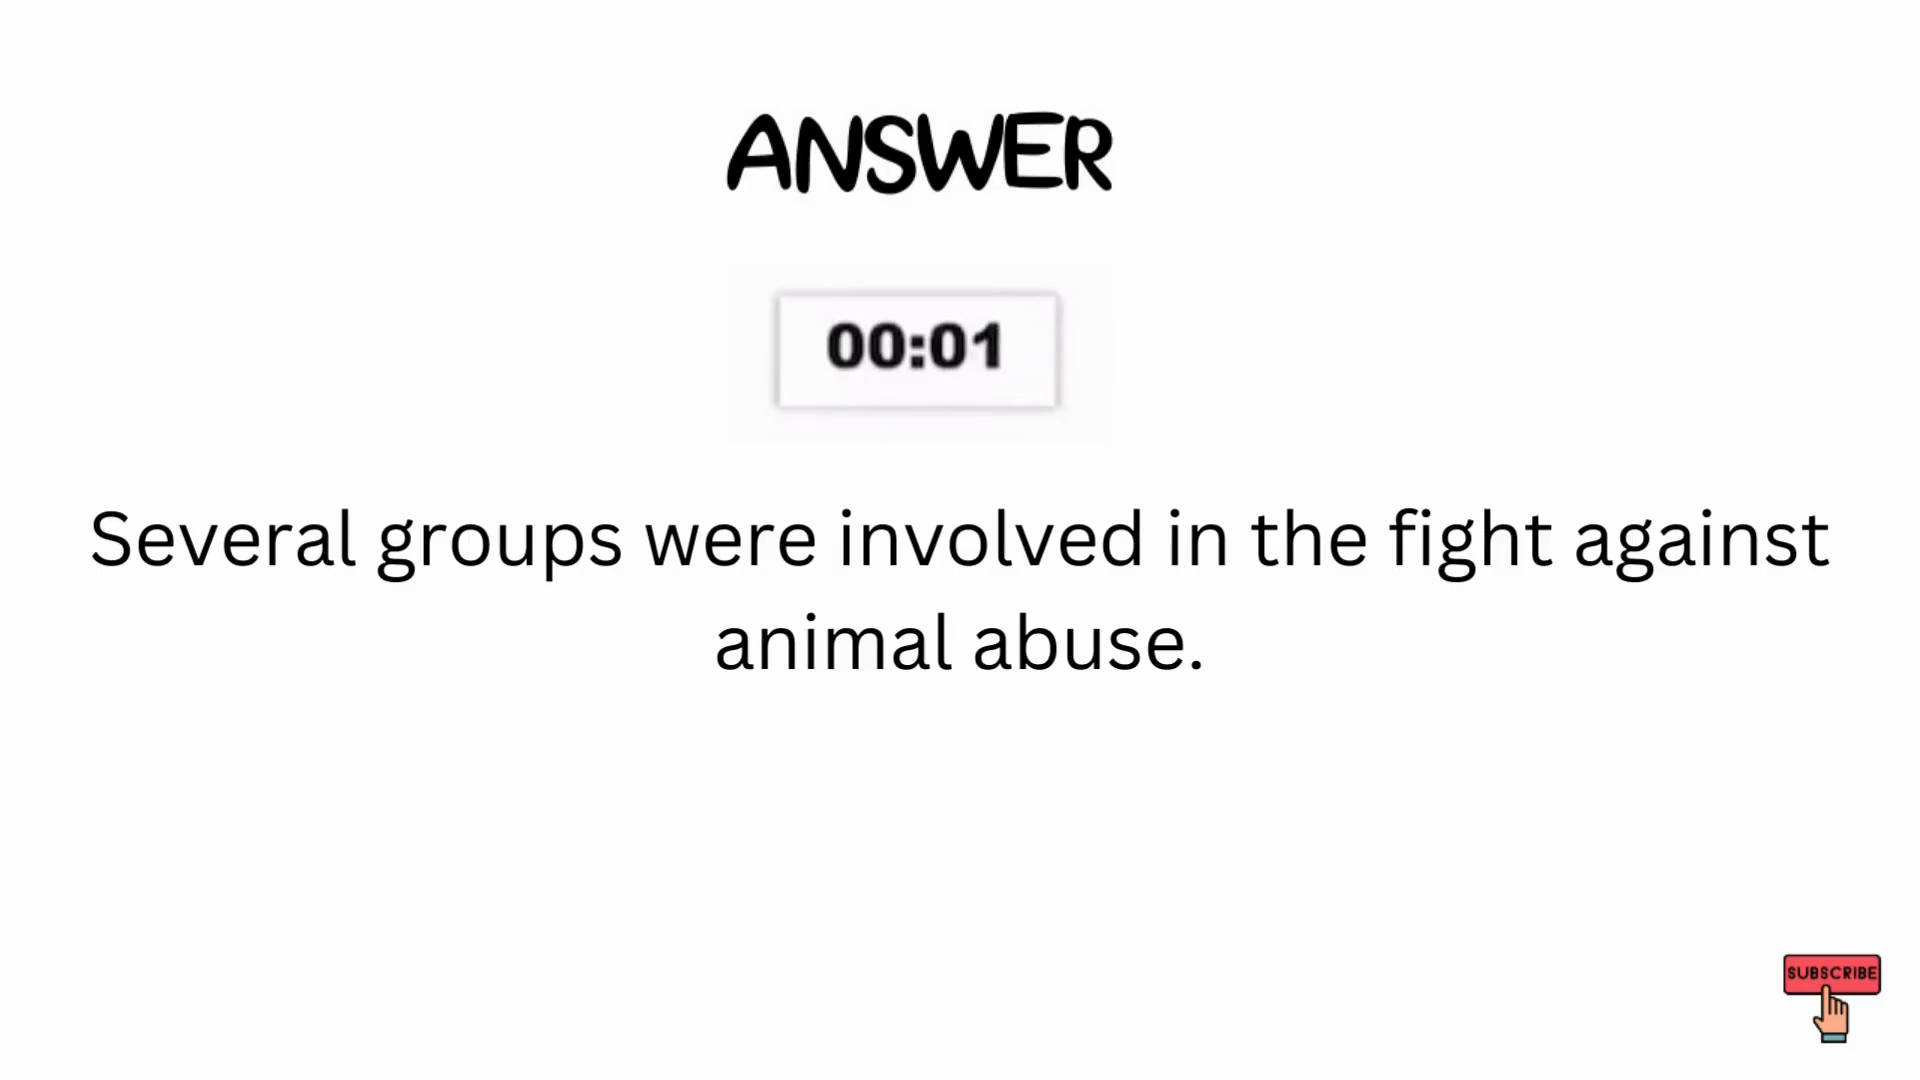 ANSWER
00:01
Several groups were involved in the fight against
animal abuse.
SUBSCRIBE